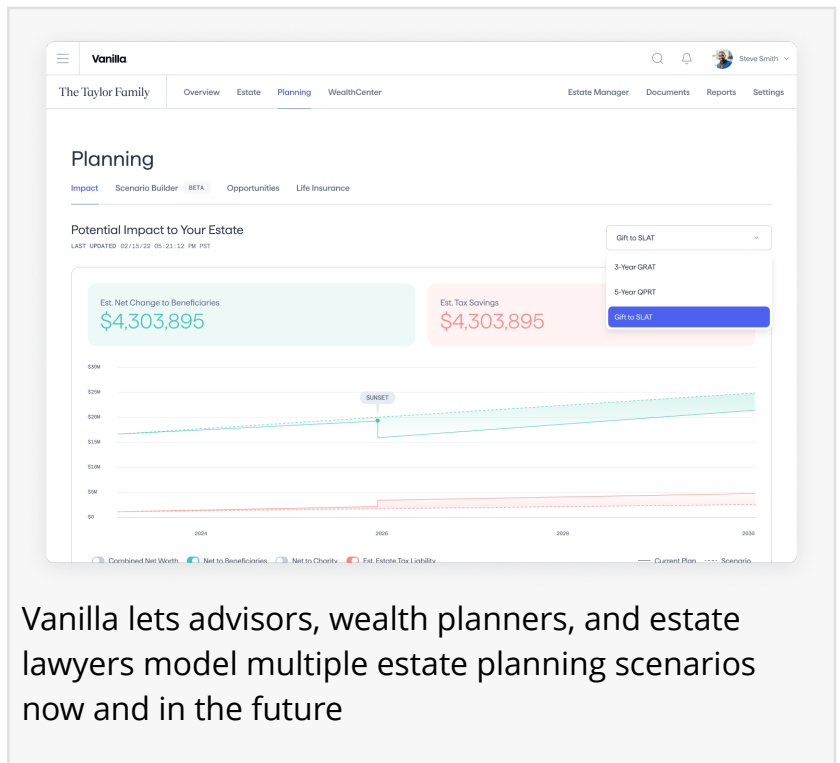 Vanilla
Steve Smith
The Taylor Family
Overview Estate Planning WealthCenter
Estate Manager Documents Reports Settings
Planning
Impact Scenario Builder BETA Opportunities Life Insurance
Potential Impact to Your Estate
LAST UPDATED 02/15/22 05:21:12 PM PST
Gift to SLAT
3-Year GRAT
5-Year QPRT
Gift to SLAT
Est. Net Change to Beneficiaries
$4,303,895
Est. Tax Savings
$4,303,895
$30M
$25M
SUNSET
$20M
$15M
$10M
$5M
$0
2024 2026 2028 2030
Combined Net Worth Net to Beneficiaries Net to Charity Est. Estate Tax Liability
Current Plan Scenario
Vanilla lets advisors, wealth planners, and estate
lawyers model multiple estate planning scenarios
now and in the future